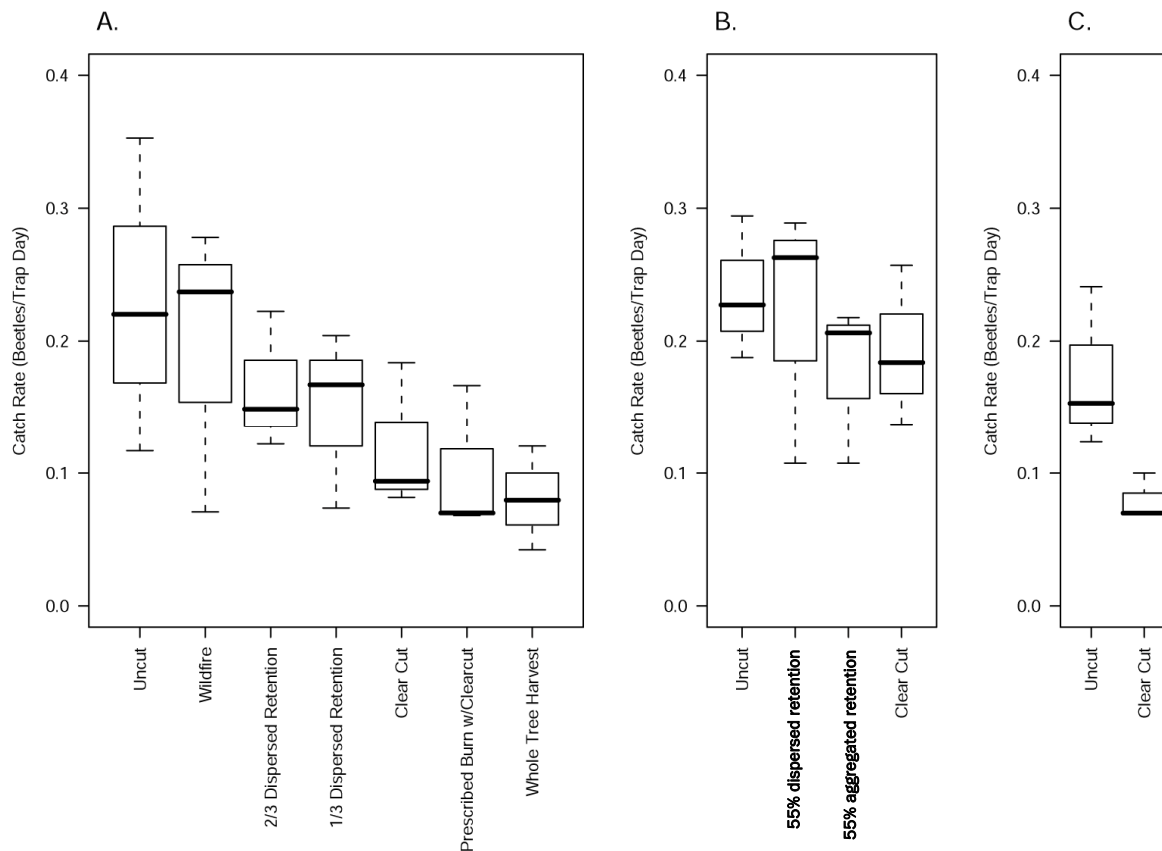 A.
Catch Rate (Beetles/Trap Day)
0.4
0.3
0.2
0.1
0.0
Uncut
Wildfire
2/3 Dispersed Retention
1/3 Dispersed Retention
Clear Cut
Prescribed Burn w/Clearcut
Whole Tree Harvest
B.
Catch Rate (Beetles/Trap Day)
0.4
0.3
0.2
0.1
0.0
Uncut
55% dispersed retention
55% aggregated retention
Clear Cut
C.
Catch Rate (Beetles/Trap Day)
0.4
0.3
0.2
0.1
0.0
Uncut
Clear Cut